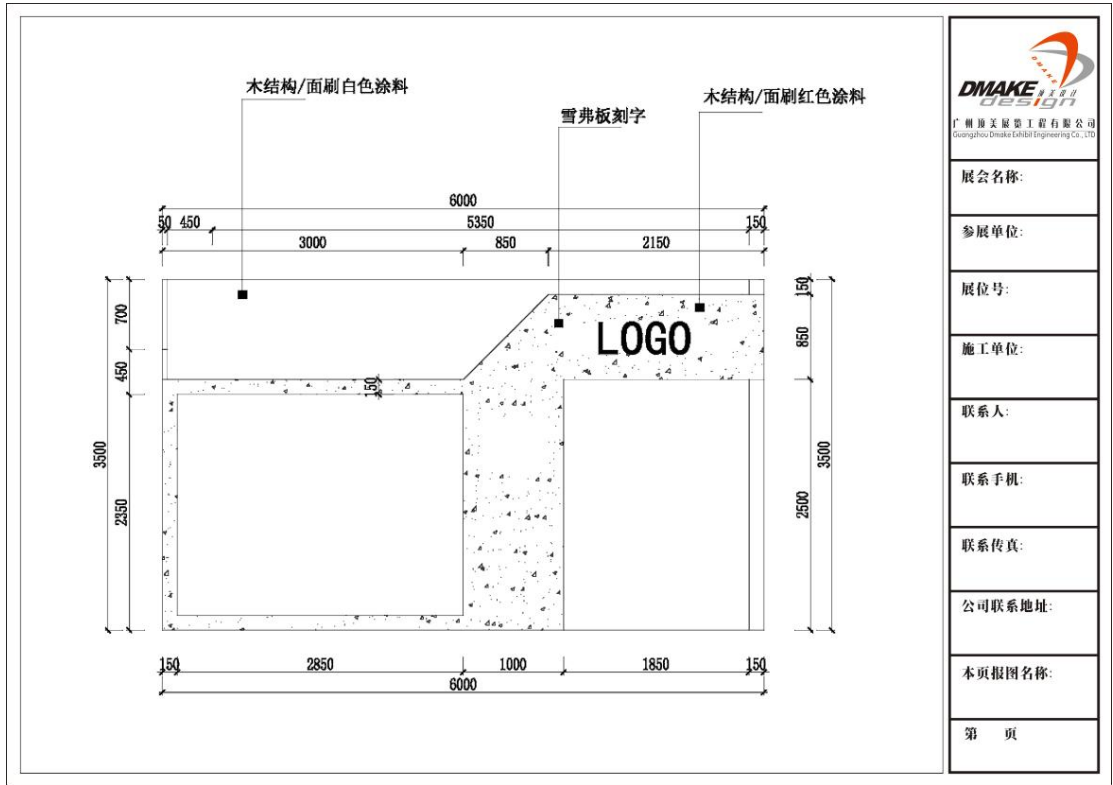 木结构/面刷白色涂料
雪弗板刻字
木结构/面刷红色涂料
6000
50 450 5350 150
3000 850 2150
700
450
2350
3500
150
LOGO
150
850
2500
3500
150 2850 1000 1850 150
6000
DMAKE 顶美设计
design
广州顶美展览工程有限公司
Guangzhou Dmake Exhibit Engineering Co., LTD
展会名称:
参展单位:
展位号:
施工单位:
联系人:
联系手机:
联系传真:
公司联系地址:
本页报图名称:
第 页